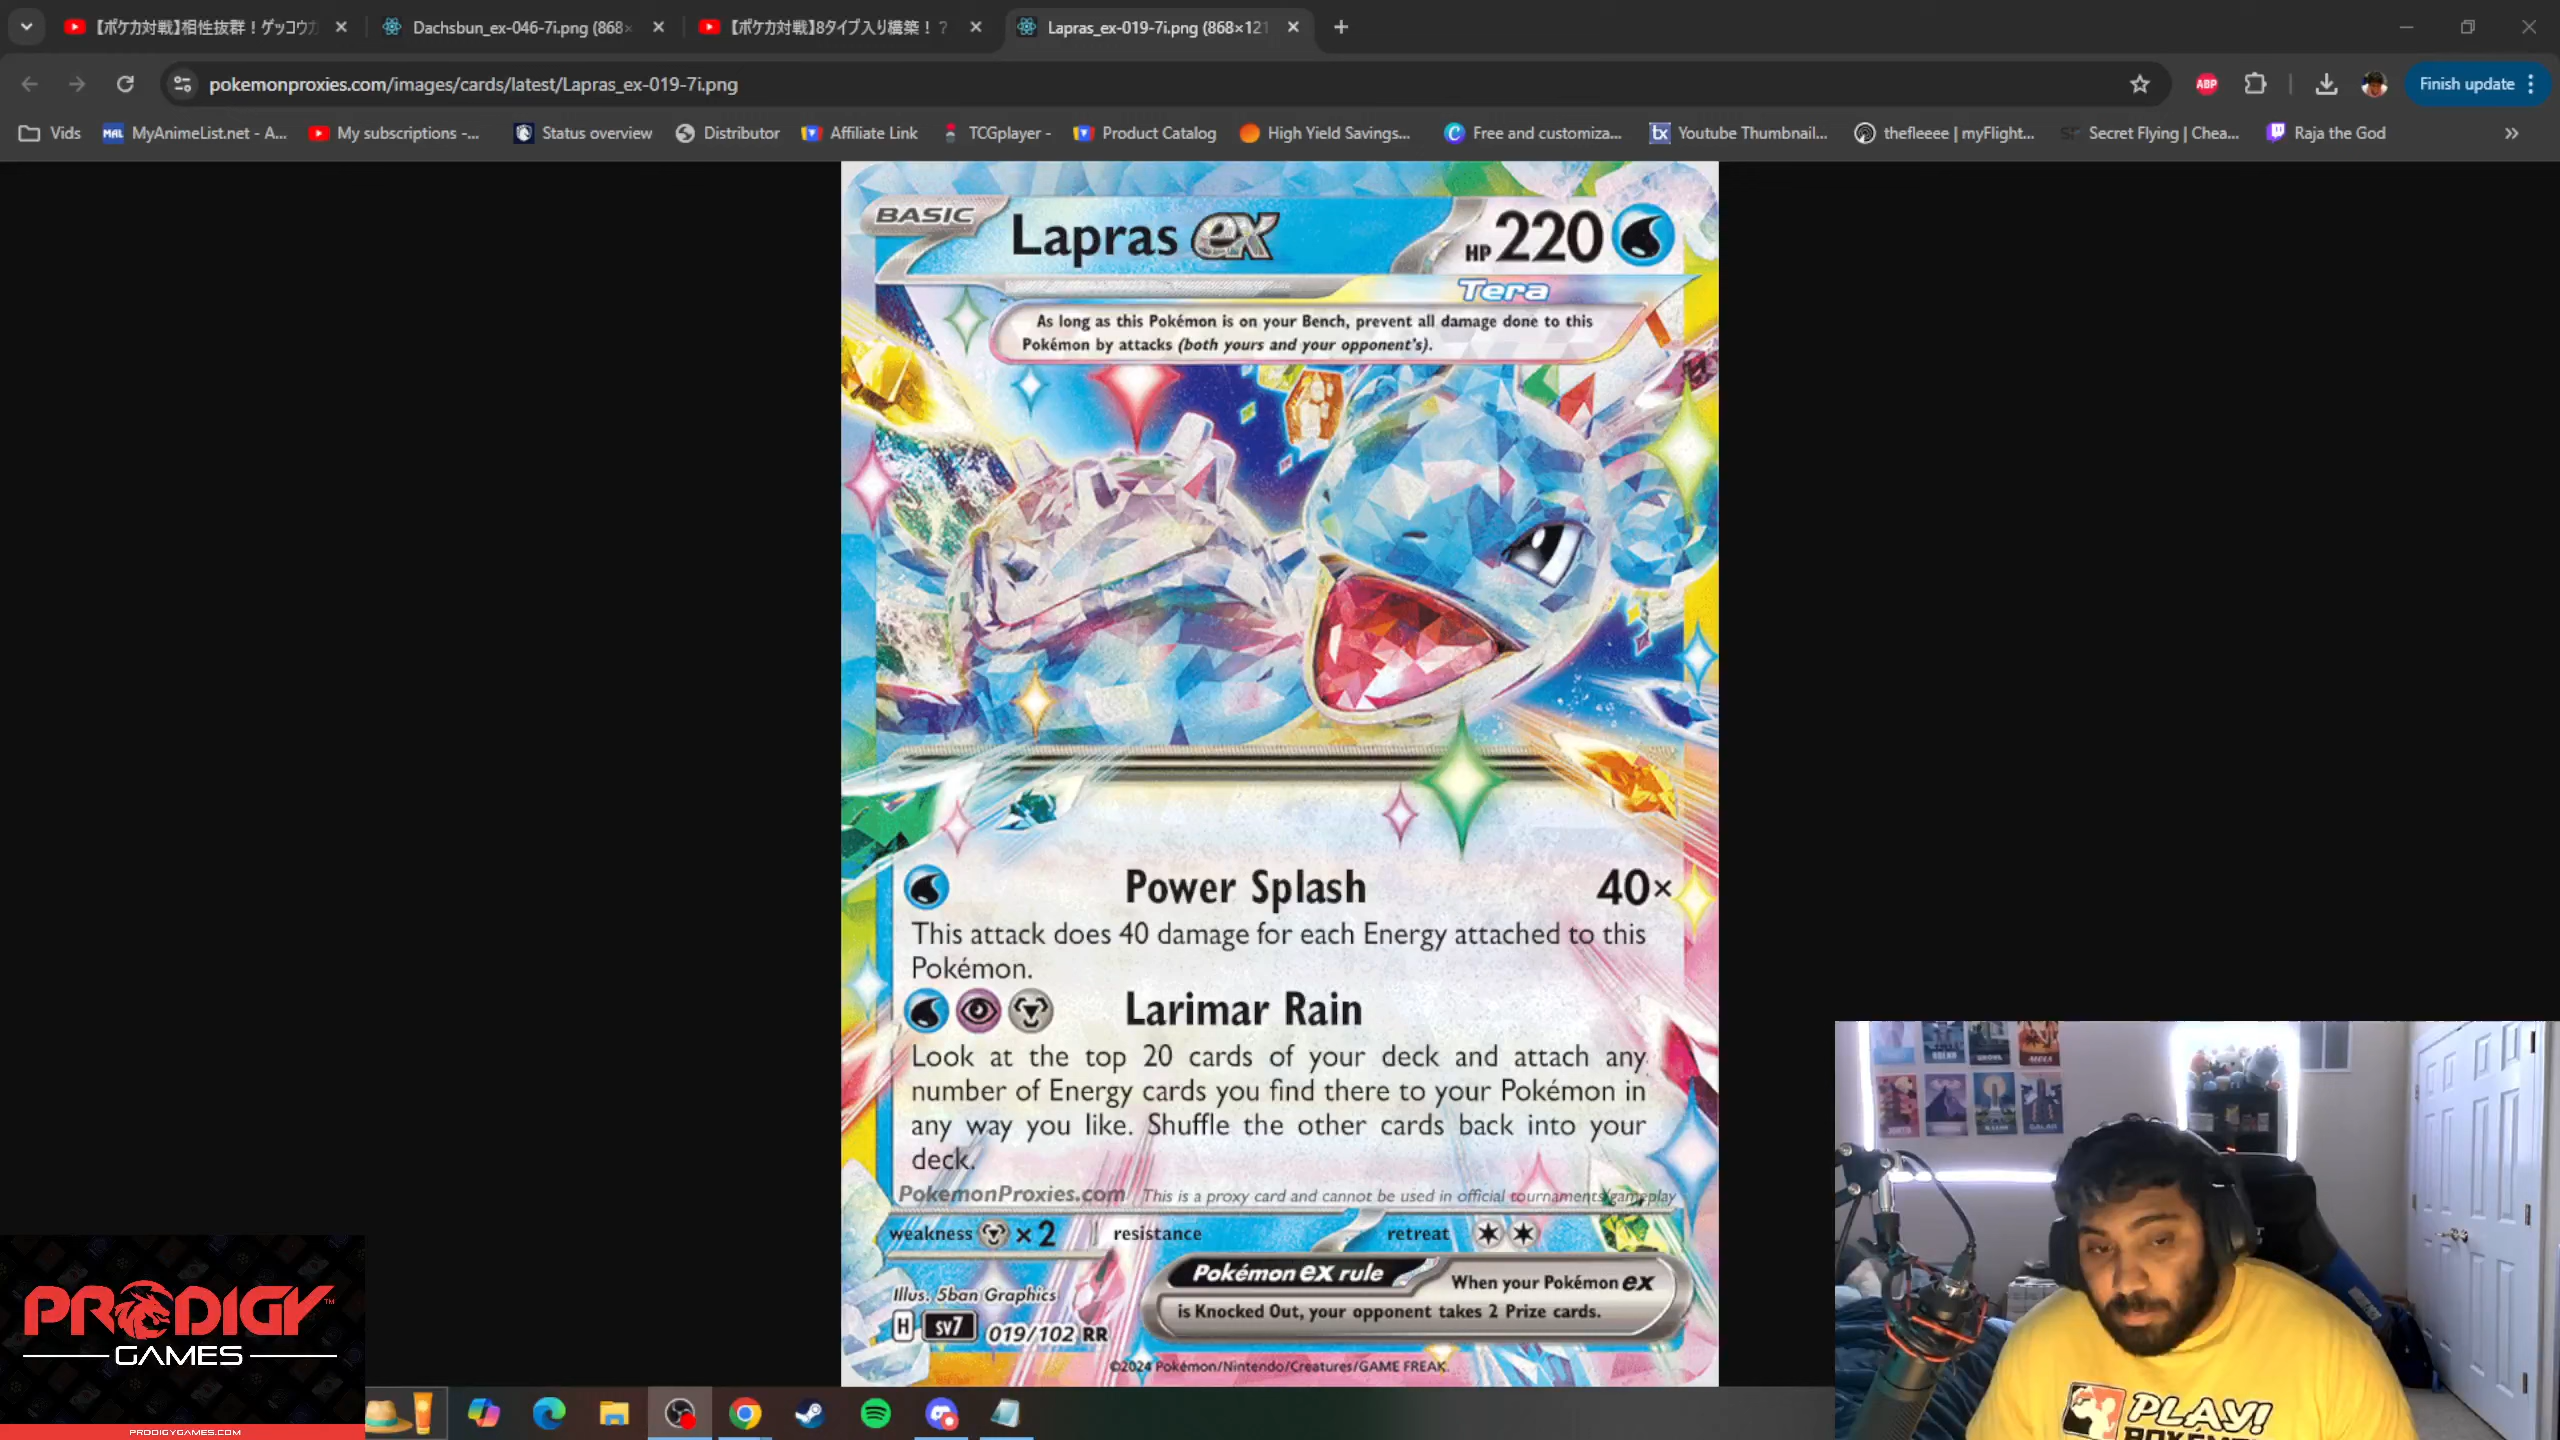 【ポケカ対戦】相性抜群！ゲッコウガ
Dachsbun_ex-046-7i.png (868×
【ポケカ対戦】8タイプ入り構築！？
Lapras_ex-019-7i.png (868×121
pokemonproxies.com/images/cards/latest/Lapras_ex-019-7i.png
ABP
Finish update
Vids
MAL
MyAnimeList.net - A...
My subscriptions -...
Status overview
Distributor
Affiliate Link
TCGplayer -
Product Catalog
High Yield Savings...
Free and customiza...
bx
Youtube Thumbnail...
thefleeee | myFlight...
SF
Secret Flying | Chea...
Raja the God
BASIC
Lapras ex
HP 220
Tera
As long as this Pokémon is on your Bench, prevent all damage done to this
Pokémon by attacks (both yours and your opponent's).
Power Splash 40×
This attack does 40 damage for each Energy attached to this
Pokémon.
Larimar Rain
Look at the top 20 cards of your deck and attach any
number of Energy cards you find there to your Pokémon in
any way you like. Shuffle the other cards back into your
deck.
PokemonProxies.com This is a proxy card and cannot be used in official tournaments/gameplay
weakness ×2 resistance retreat
Pokémon ex rule When your Pokémon ex
is Knocked Out, your opponent takes 2 Prize cards.
Illus. 5ban Graphics
H sv7 019/102 RR
©2024 Pokémon/Nintendo/Creatures/GAME FREAK.
PRODIGY™
GAMES
PRODIGYGAMES.COM
PLAY!
POKÉMON